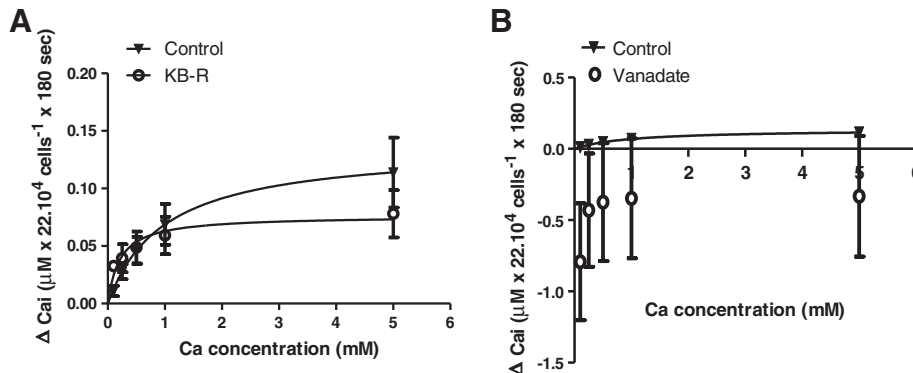 A
Control
KB-R
0.20
0.15
0.10
0.05
0.00
0 1 2 3 4 5 6
Δ Cai (μM x 22.10⁴ cells⁻¹ x 180 sec)
Ca concentration (mM)
B
Control
Vanadate
0.5
0.0
-0.5
-1.0
-1.5
1 2 3 4 5 6
Δ Cai (μM x 22.10⁴ cells⁻¹ x 180 sec)
Ca concentration (mM)